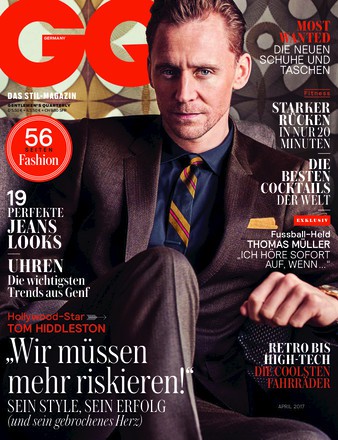 GQ
GERMANY
DAS STIL-MAGAZIN
GENTLEMEN'S QUARTERLY
56
SEITEN
Fashion
19
PERFEKTE
JEANS
LOOKS
UHREN
Die wichtigsten
Trends aus Genf
Hollywood-Star
TOM HIDDLESTON
„Wir müssen
mehr riskieren!“
SEIN STYLE, SEIN ERFOLG
(und sein gebrochenes Herz)
MOST
WANTED
DIE NEUEN
SCHUHE UND
TASCHEN
Fitness
STARKER
RÜCKEN
IN NUR 20
MINUTEN
DIE
BESTEN
COCKTAILS
DER WELT
EXKLUSIV
Fussball-Held
THOMAS MÜLLER
„ICH HÖRE SOFORT
AUF, WENN ...“
RETRO BIS
HIGH-TECH
DIE COOLSTEN
FAHRRÄDER
APRIL 2017